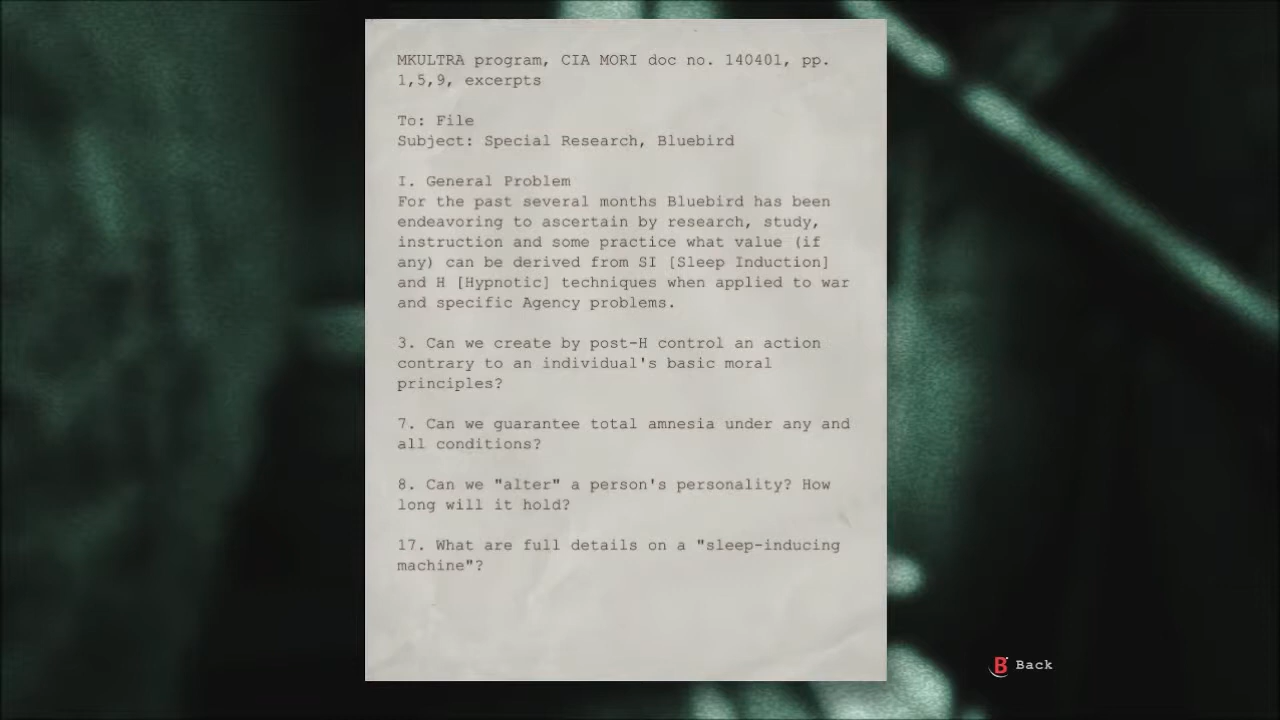 MKULTRA program, CIA MORI doc no. 140401, pp.
1,5,9, excerpts
To: File
Subject: Special Research, Bluebird
I. General Problem
For the past several months Bluebird has been
endeavoring to ascertain by research, study,
instruction and some practice what value (if
any) can be derived from SI [Sleep Induction]
and H [Hypnotic] techniques when applied to war
and specific Agency problems.
3. Can we create by post-H control an action
contrary to an individual's basic moral
principles?
7. Can we guarantee total amnesia under any and
all conditions?
8. Can we "alter" a person's personality? How
long will it hold?
17. What are full details on a "sleep-inducing
machine"?
B Back